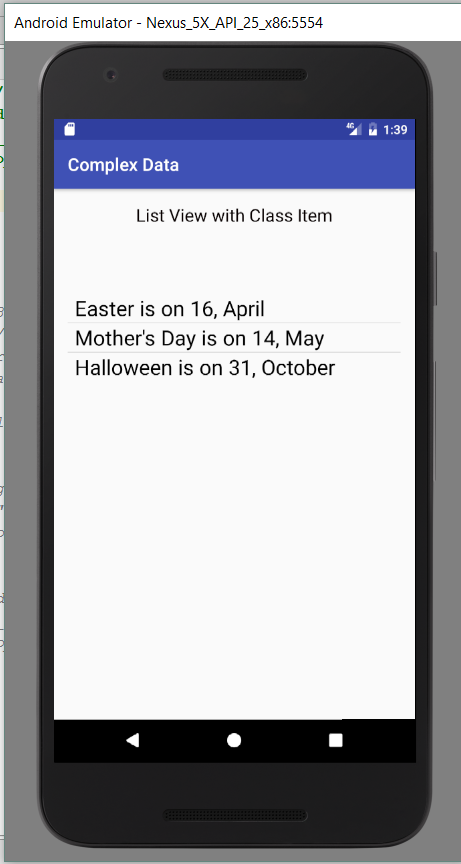 Android Emulator - Nexus_5X_API_25_x86:5554
4G 1:39
Complex Data
List View with Class Item
Easter is on 16, April
Mother's Day is on 14, May
Halloween is on 31, October